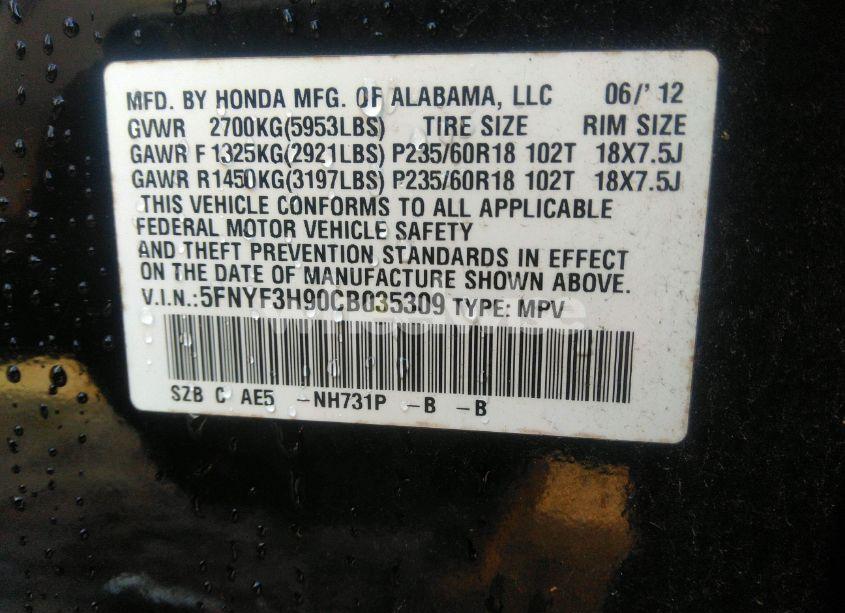 MFD. BY HONDA MFG. OF ALABAMA, LLC 06/'12
GVWR 2700KG(5953LBS) TIRE SIZE RIM SIZE
GAWR F 1325KG(2921LBS) P235/60R18 102T 18X7.5J
GAWR R1450KG(3197LBS) P235/60R18 102T 18X7.5J
THIS VEHICLE CONFORMS TO ALL APPLICABLE
FEDERAL MOTOR VEHICLE SAFETY
AND THEFT PREVENTION STANDARDS IN EFFECT
ON THE DATE OF MANUFACTURE SHOWN ABOVE.
V.I.N.:5FNYF3H90CB035309 TYPE: MPV
SZB C AE5 -NH731P -B -B